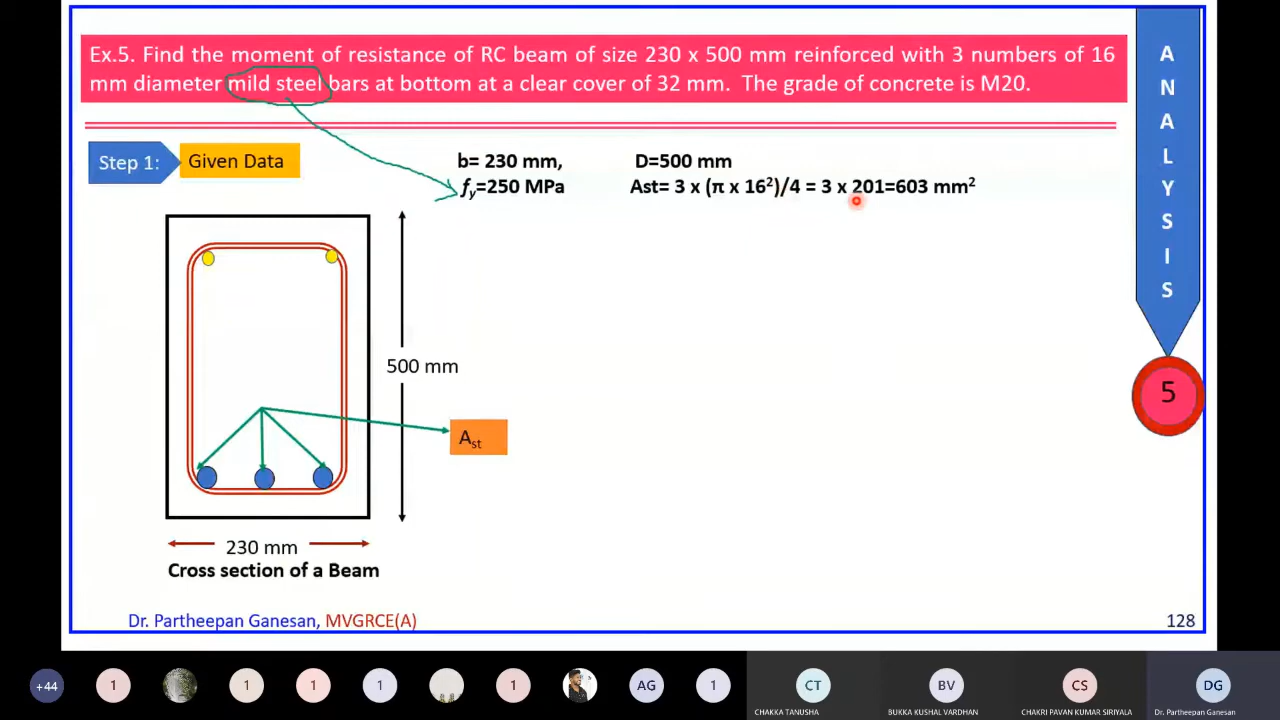 Ex.5. Find the moment of resistance of RC beam of size 230 x 500 mm reinforced with 3 numbers of 16
mm diameter mild steel bars at bottom at a clear cover of 32 mm. The grade of concrete is M20.
Step 1: Given Data
b= 230 mm, D=500 mm
fy=250 MPa Ast= 3 x (π x 16²)/4 = 3 x 201=603 mm²
500 mm
Ast
230 mm
Cross section of a Beam
ANALYSIS
5
Dr. Partheepan Ganesan, MVGRCE(A) 128
+44 1 1 1 1 1 AG 1 CT BV CS DG
CHAKKA TANUSHA BUKKA KUSHAL VARDHAN CHAKRI PAVAN KUMAR SIRIYALA Dr. Partheepan Ganesan